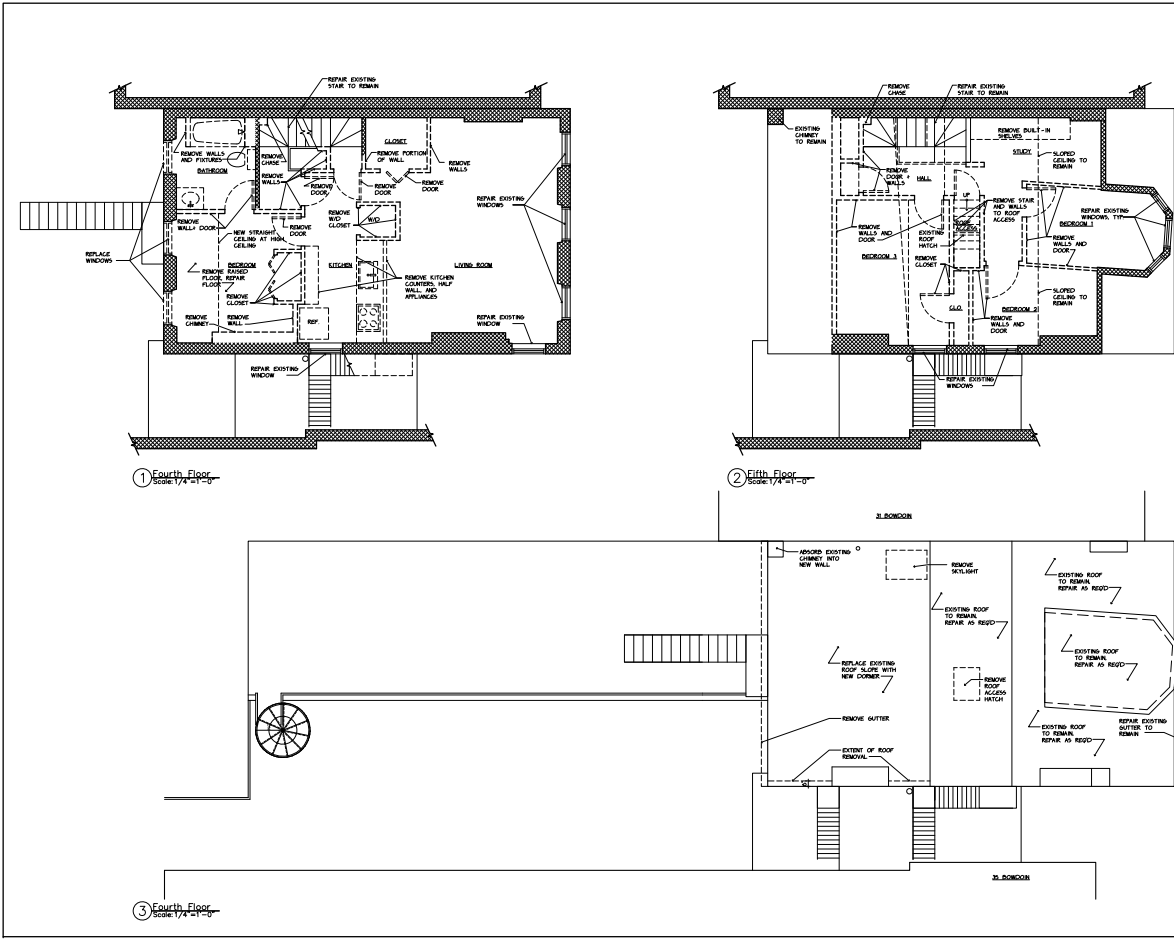 REPAIR EXISTING
STAIR TO REMAIN
CLOSET
REMOVE PORTION
OF WALL
REMOVE
WALLS
REMOVE WALLS
AND FIXTURES
BATHROOM
REMOVE
CHASE
REMOVE
WALLS
REMOVE
DOOR
REMOVE
DOOR
REMOVE
DOOR
REMOVE
WALL+ DOOR
NEW STRAIGHT
CEILING AT HIGH
CEILING
REMOVE
DOOR
REMOVE
W/D
CLOSET
W/D
REPAIR EXISTING
WINDOWS
REPLACE
WINDOWS
BEDROOM
REMOVE RAISED
FLOOR, REPAIR
FLOOR
KITCHEN
LIVING ROOM
REMOVE KITCHEN
COUNTERS, HALF
WALL, AND
APPLIANCES
REMOVE
CLOSET
REMOVE
CHIMNEY
REMOVE
WALL
REF.
REPAIR EXISTING
WINDOW
REPAIR EXISTING
WINDOW
1
Fourth Floor
Scale: 1/4"=1'-0"
REMOVE
CHASE
REPAIR EXISTING
STAIR TO REMAIN
EXISTING
CHIMNEY
TO REMAIN
REMOVE BUILT-IN
SHELVES
STUDY
SLOPED
CEILING TO
REMAIN
REMOVE
DOOR +
WALLS
HALL
UP
REMOVE STAIR
AND WALLS
TO ROOF
ACCESS
ROOF
ACCESS
REPAIR EXISTING
WINDOWS, TYP.
BEDROOM 1
REMOVE
WALLS AND
DOOR
EXISTING
ROOF
HATCH
REMOVE
WALLS AND
DOOR
BEDROOM 3
REMOVE
CLOSET
SLOPED
CEILING TO
REMAIN
CLO.
BEDROOM 2
REMOVE
WALLS AND
DOOR
REPAIR EXISTING
WINDOWS
2
Fifth Floor
Scale: 1/4"=1'-0"
31 BOWDOIN
ABSORB EXISTING
CHIMNEY INTO
NEW WALL
REMOVE
SKYLIGHT
EXISTING ROOF
TO REMAIN,
REPAIR AS REQ'D
EXISTING ROOF
TO REMAIN,
REPAIR AS REQ'D
EXISTING ROOF
TO REMAIN,
REPAIR AS REQ'D
REPLACE EXISTING
ROOF SLOPE WITH
NEW DORMER
REMOVE
ROOF
ACCESS
HATCH
REMOVE GUTTER
EXISTING ROOF
TO REMAIN,
REPAIR AS REQ'D
REPAIR EXISTING
GUTTER TO
REMAIN
EXTENT OF ROOF
REMOVAL
35 BOWDOIN
3
Fourth Floor
Scale: 1/4"=1'-0"